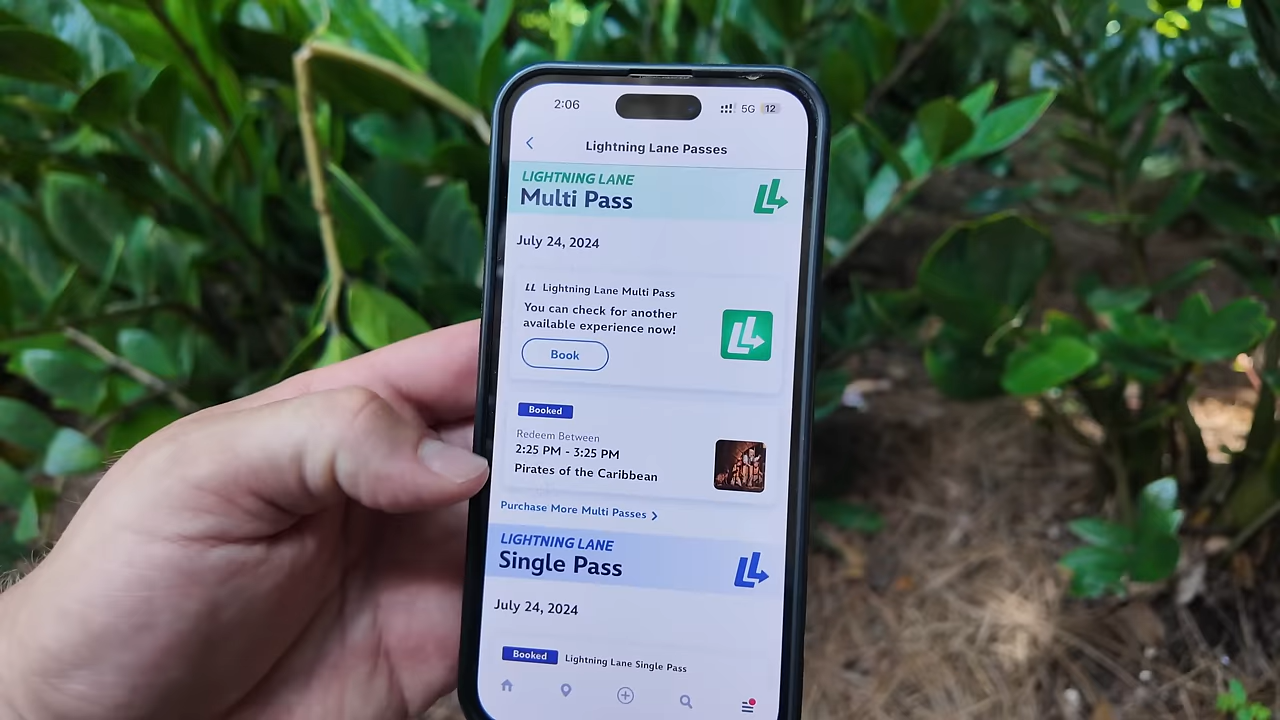 2:06 5G 12
Lightning Lane Passes
LIGHTNING LANE
Multi Pass
July 24, 2024
LL Lightning Lane Multi Pass
You can check for another
available experience now!
LL
Book
Booked
Redeem Between
2:25 PM - 3:25 PM
Pirates of the Caribbean
Purchase More Multi Passes
LIGHTNING LANE
Single Pass
July 24, 2024
Booked Lightning Lane Single Pass